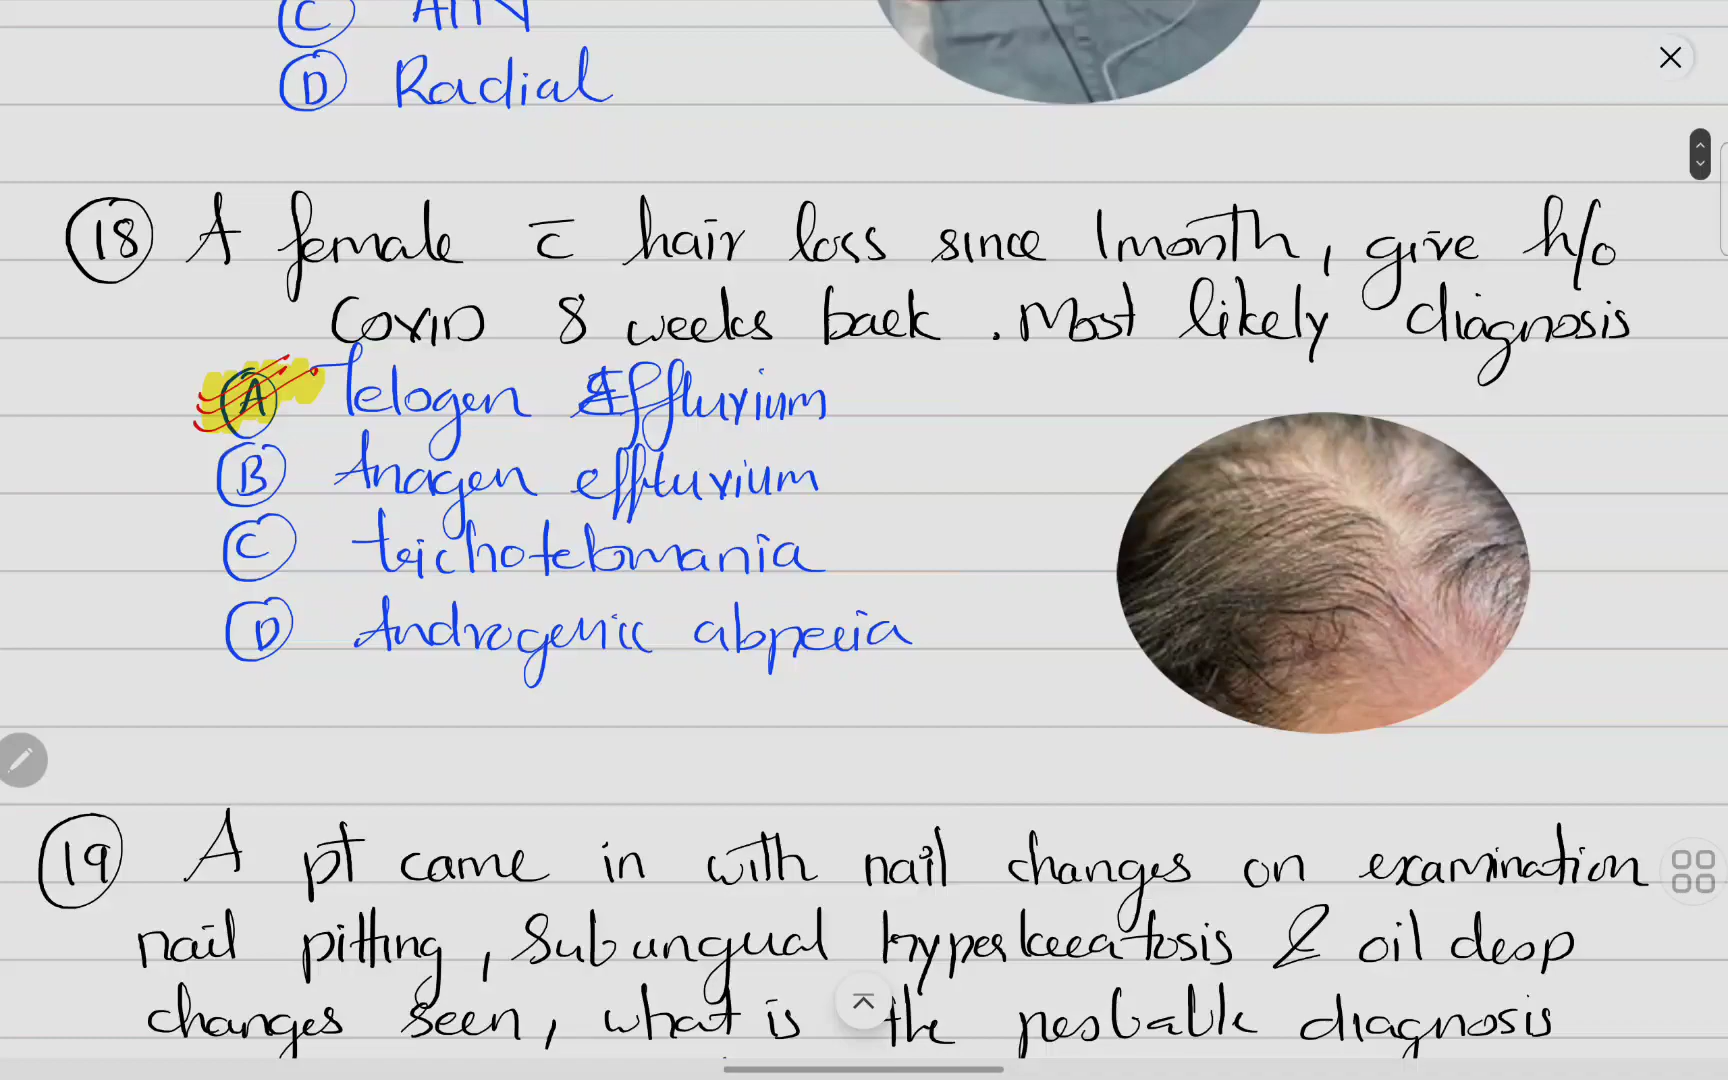 D Radial
18 A female c̄ hair loss since 1month, give h/o
COVID 8 weeks back. Most likely diagnosis
A Telogen Effluvium
B Anagen effluvium
C trichotelomania
D Androgenic alopecia
19 A pt came in with nail changes on examination
nail pitting, Subungual hyperkeratosis & oil drop
changes seen, what is the probable diagnosis